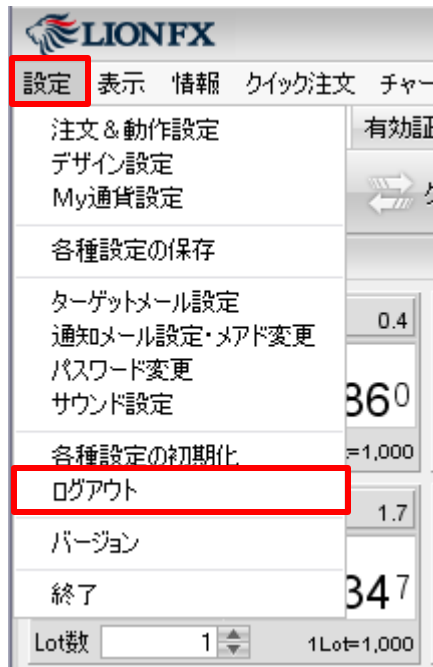 LION FX
設定 表示 情報 クイック注文 チャー
注文＆動作設定
有効証
デザイン設定
My通貨設定
各種設定の保存
ターゲットメール設定
0.4
通知メール設定・メアド変更
パスワード変更
サウンド設定
860
各種設定の初期化
=1,000
ログアウト
1.7
バージョン
終了
347
Lot数 1 1Lot=1,000